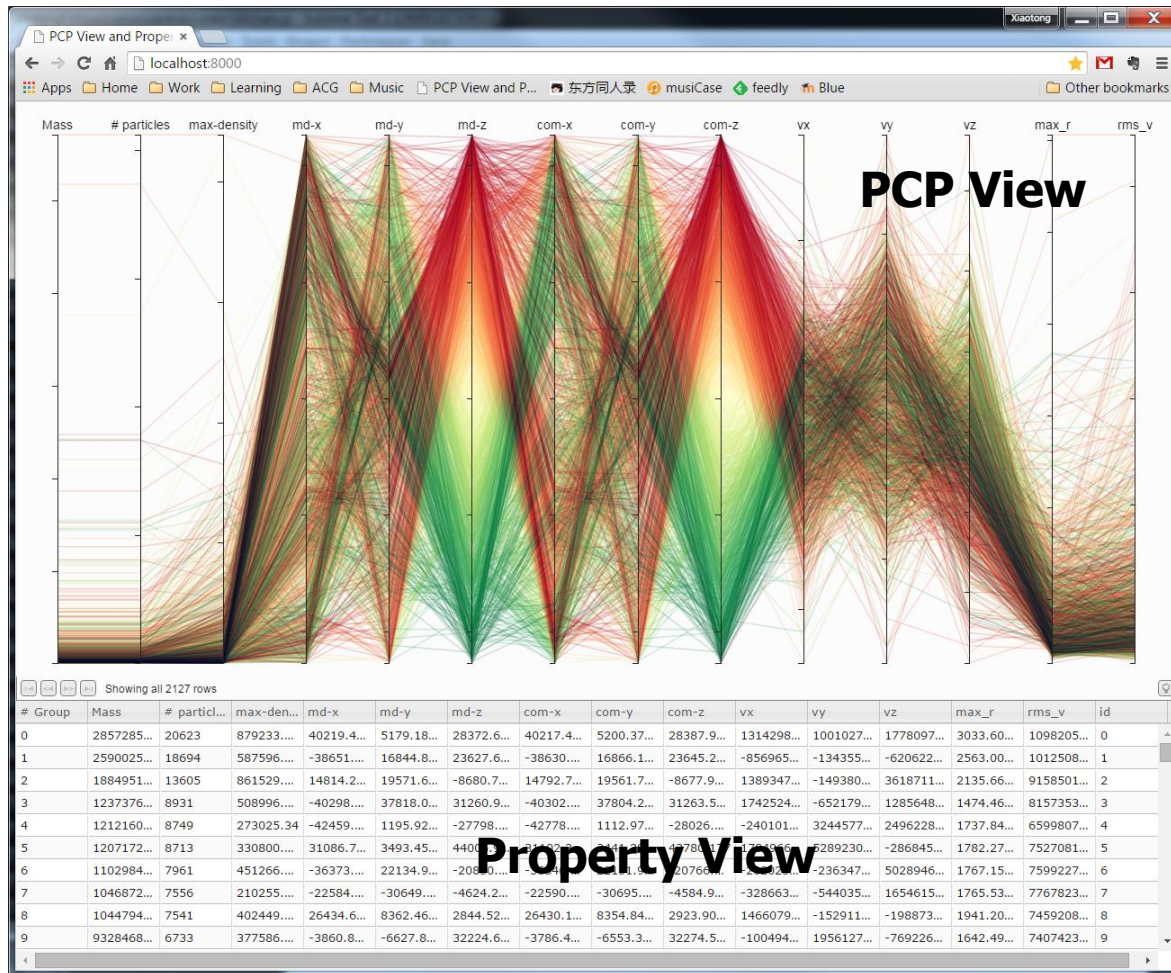 Xiaotong
PCP View and Proper
localhost:8000
Apps Home Work Learning ACG Music PCP View and P... 东方同人录 musiCase feedly Blue Other bookmarks
Mass # particles max-density md-x md-y md-z com-x com-y com-z vx vy vz max_r rms_v
PCP View
Showing all 2127 rows
# Group Mass # particl... max-den... md-x md-y md-z com-x com-y com-z vx vy vz max_r rms_v id
0 2857285... 20623 879233.... 40219.4... 5179.18... 28372.6... 40217.4... 5200.37... 28387.9... 1314298... 1001027... 1778097... 3033.60... 1098205... 0
1 2590025... 18694 587596.... -38651.... 16844.8... 23627.6... -38630.... 16866.1... 23645.2... -856965... -134355... -620622... 2563.00... 1012508... 1
2 1884951... 13605 861529.... 14814.2... 19571.6... -8680.7... 14792.7... 19561.7... -8677.9... 1389347... -149380... 3618711... 2135.66... 9158501... 2
3 1237376... 8931 508996.... -40298.... 37818.0... 31260.9... -40302.... 37804.2... 31263.5... 1742524... -652179... 1285648... 1474.46... 8157353... 3
4 1212160... 8749 273025.34 -42459.... 1195.92... -27798.... -42778.... 1112.97... -28026.... -240101... 3244577... 2496228... 1737.84... 6599807... 4
5 1207172... 8713 330800.... 31086.7... 3493.45... 5289230... -286845... 1782.27... 7527081... 5
Property View
6 1102984... 7961 451266.... -36373.... 22134.9... -236347... 5028946... 1767.15... 7599227... 6
7 1046872... 7556 210255.... -22584.... -30649.... -4624.2... -22590.... -30695.... -4584.9... -328663... -544035... 1654615... 1765.53... 7767823... 7
8 1044794... 7541 402449.... 26434.6... 8362.46... 2844.52... 26430.1... 8354.84... 2923.90... 1466079... -152911... -198873... 1941.20... 7459208... 8
9 9328468... 6733 377586.... -3860.8... -6627.8... 32224.6... -3786.4... -6553.3... 32274.5... -100494... 1956127... -769226... 1642.49... 7407423... 9